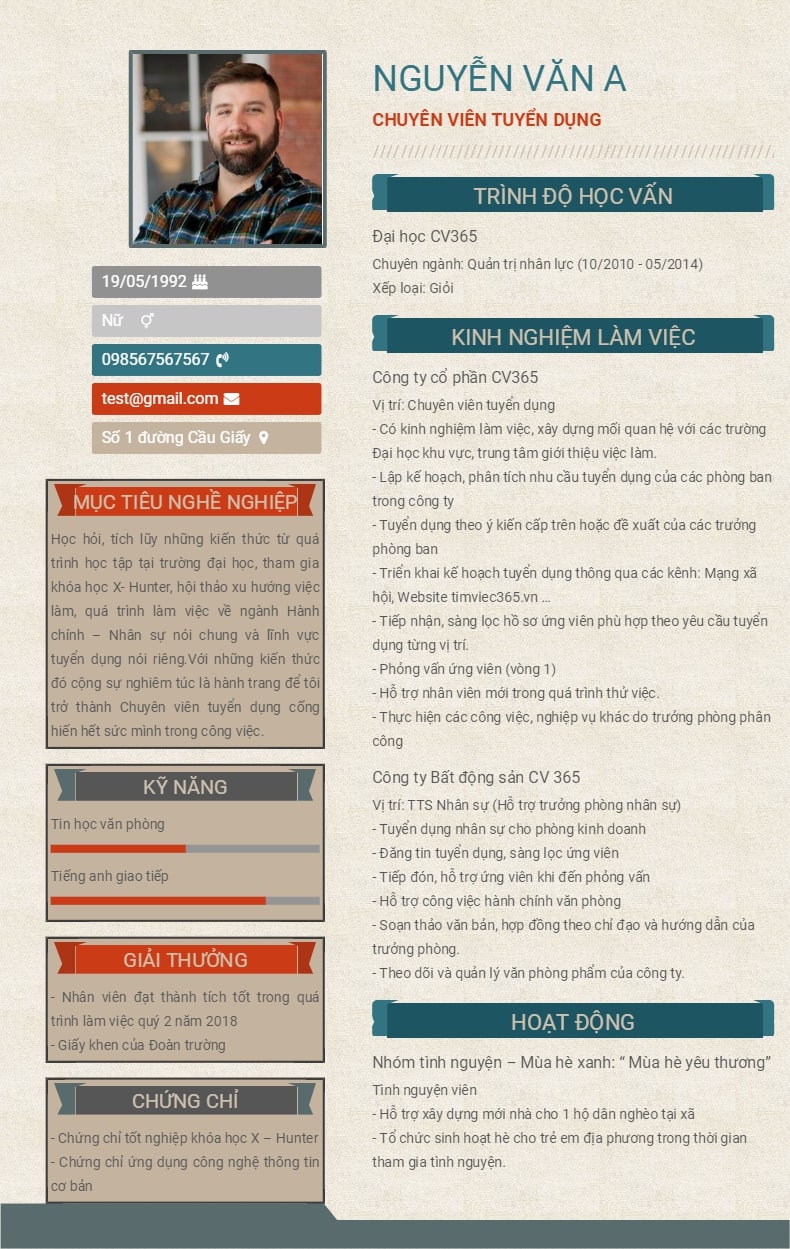 NGUYỄN VĂN A
CHUYÊN VIÊN TUYỂN DỤNG
19/05/1992
Nữ
098567567567
test@gmail.com
Số 1 đường Cầu Giấy
MỤC TIÊU NGHỀ NGHIỆP
Học hỏi, tích lũy những kiến thức từ quá
trình học tập tại trường đại học, tham gia
khóa học X- Hunter, hội thảo xu hướng việc
làm, quá trình làm việc về ngành Hành
chính – Nhân sự nói chung và lĩnh vực
tuyển dụng nói riêng.Với những kiến thức
đó cộng sự nghiêm túc là hành trang để tôi
trở thành Chuyên viên tuyển dụng cống
hiến hết sức mình trong công việc.
KỸ NĂNG
Tin học văn phòng
Tiếng anh giao tiếp
GIẢI THƯỞNG
- Nhân viên đạt thành tích tốt trong quá
trình làm việc quý 2 năm 2018
- Giấy khen của Đoàn trường
CHỨNG CHỈ
- Chứng chỉ tốt nghiệp khóa học X – Hunter
- Chứng chỉ ứng dụng công nghệ thông tin
cơ bản
TRÌNH ĐỘ HỌC VẤN
Đại học CV365
Chuyên ngành: Quản trị nhân lực (10/2010 - 05/2014)
Xếp loại: Giỏi
KINH NGHIỆM LÀM VIỆC
Công ty cổ phần CV365
Vị trí: Chuyên viên tuyển dụng
- Có kinh nghiệm làm việc, xây dựng mối quan hệ với các trường
Đại học khu vực, trung tâm giới thiệu việc làm.
- Lập kế hoạch, phân tích nhu cầu tuyển dụng của các phòng ban
trong công ty
- Tuyển dụng theo ý kiến cấp trên hoặc đề xuất của các trưởng
phòng ban
- Triển khai kế hoạch tuyển dụng thông qua các kênh: Mạng xã
hội, Website timviec365.vn ...
- Tiếp nhận, sàng lọc hồ sơ ứng viên phù hợp theo yêu cầu tuyển
dụng từng vị trí.
- Phỏng vấn ứng viên (vòng 1)
- Hỗ trợ nhân viên mới trong quá trình thử việc.
- Thực hiện các công việc, nghiệp vụ khác do trưởng phòng phân
công
Công ty Bất động sản CV 365
Vị trí: TTS Nhân sự (Hỗ trợ trưởng phòng nhân sự)
- Tuyển dụng nhân sự cho phòng kinh doanh
- Đăng tin tuyển dụng, sàng lọc ứng viên
- Tiếp đón, hỗ trợ ứng viên khi đến phỏng vấn
- Hỗ trợ công việc hành chính văn phòng
- Soạn thảo văn bản, hợp đồng theo chỉ đạo và hướng dẫn của
trưởng phòng.
- Theo dõi và quản lý văn phòng phẩm của công ty.
HOẠT ĐỘNG
Nhóm tình nguyện – Mùa hè xanh: “ Mùa hè yêu thương”
Tình nguyện viên
- Hỗ trợ xây dựng mới nhà cho 1 hộ dân nghèo tại xã
- Tổ chức sinh hoạt hè cho trẻ em địa phương trong thời gian
tham gia tình nguyện.